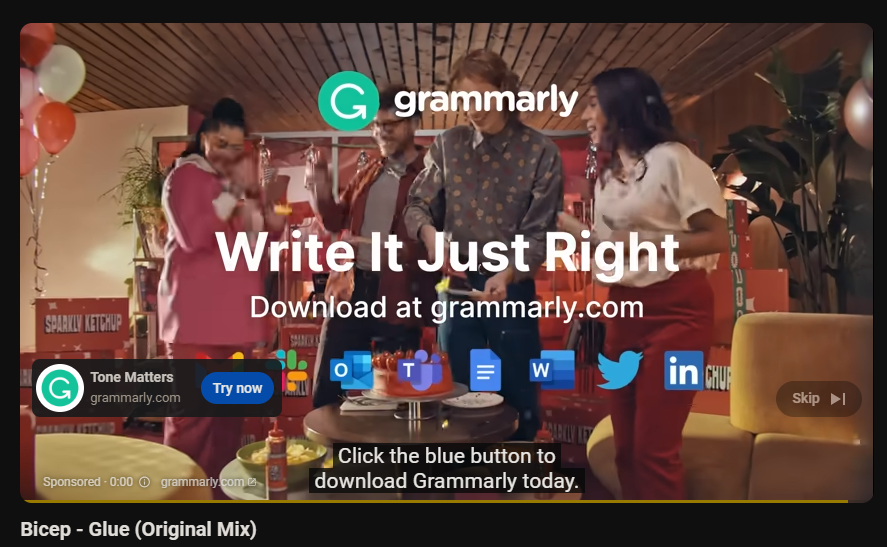 grammarly
Write It Just Right
Download at grammarly.com
SPARKLY KETCHUP
Tone Matters
grammarly.com
Try now
Skip
Click the blue button to
download Grammarly today.
Sponsored · 0:00
grammarly.com
Bicep - Glue (Original Mix)